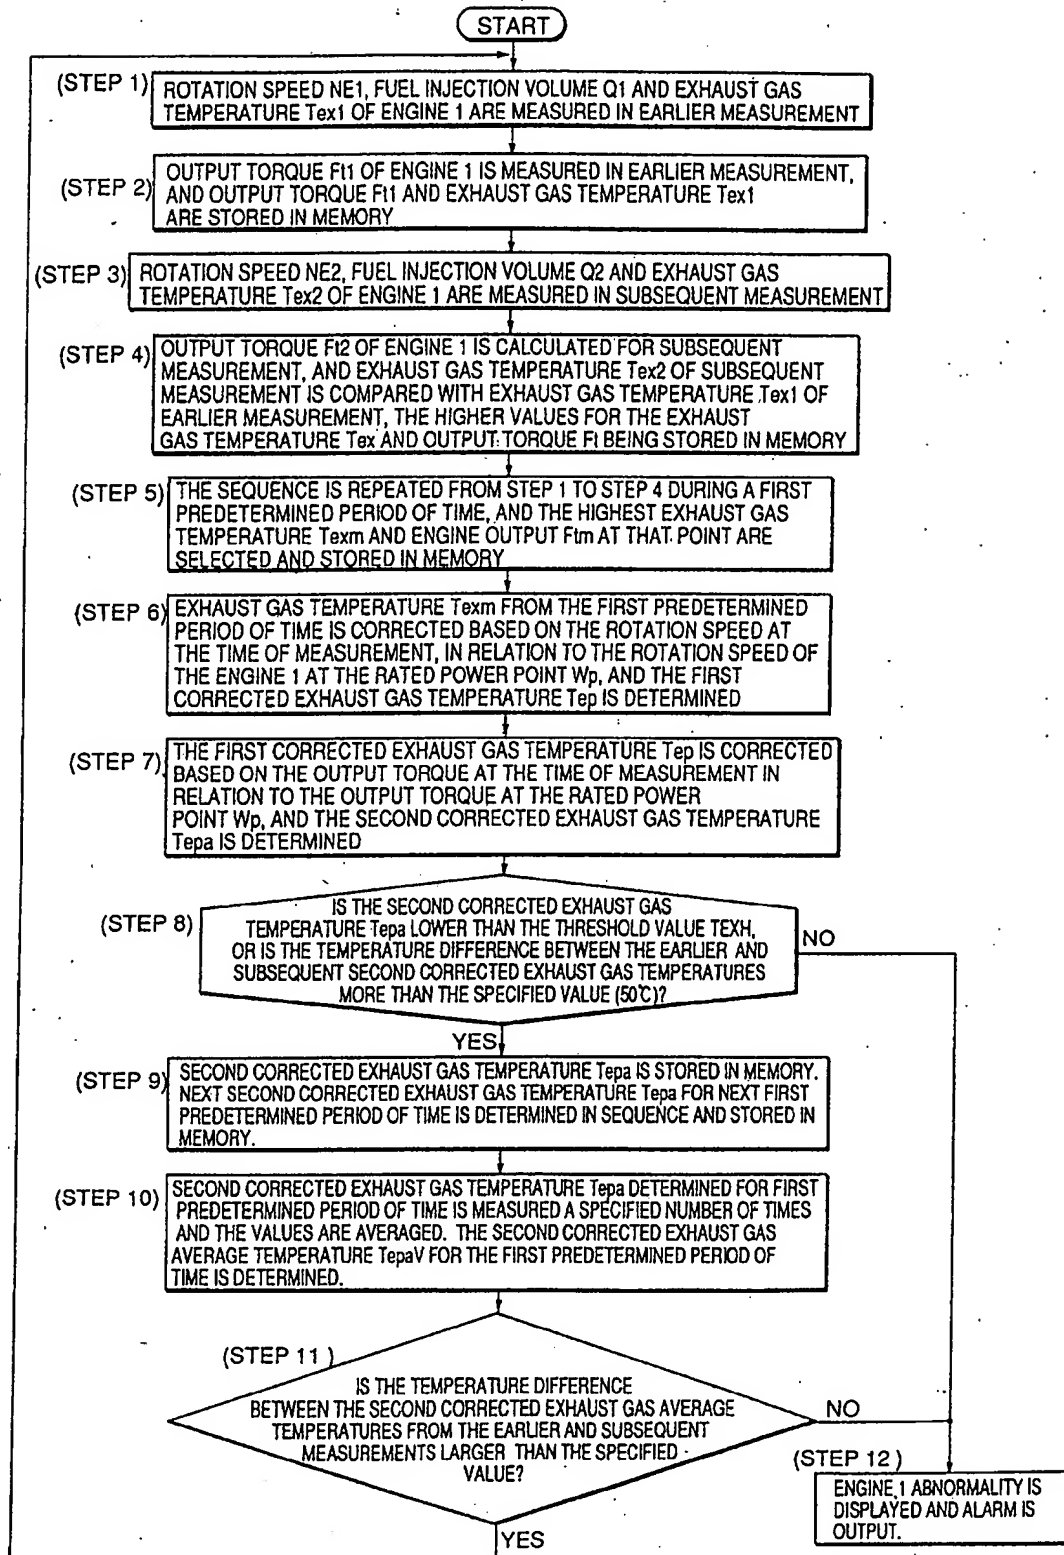 START
(STEP 1)
ROTATION SPEED NE1, FUEL INJECTION VOLUME Q1 AND EXHAUST GAS
TEMPERATURE Tex1 OF ENGINE 1 ARE MEASURED IN EARLIER MEASUREMENT
(STEP 2)
OUTPUT TORQUE Ft1 OF ENGINE 1 IS MEASURED IN EARLIER MEASUREMENT,
AND OUTPUT TORQUE Ft1 AND EXHAUST GAS TEMPERATURE Tex1
ARE STORED IN MEMORY
(STEP 3)
ROTATION SPEED NE2, FUEL INJECTION VOLUME Q2 AND EXHAUST GAS
TEMPERATURE Tex2 OF ENGINE 1 ARE MEASURED IN SUBSEQUENT MEASUREMENT
(STEP 4)
OUTPUT TORQUE Ft2 OF ENGINE 1 IS CALCULATED FOR SUBSEQUENT
MEASUREMENT, AND EXHAUST GAS TEMPERATURE Tex2 OF SUBSEQUENT
MEASUREMENT IS COMPARED WITH EXHAUST GAS TEMPERATURE Tex1 OF
EARLIER MEASUREMENT, THE HIGHER VALUES FOR THE EXHAUST
GAS TEMPERATURE Tex AND OUTPUT TORQUE Ft BEING STORED IN MEMORY
(STEP 5)
THE SEQUENCE IS REPEATED FROM STEP 1 TO STEP 4 DURING A FIRST
PREDETERMINED PERIOD OF TIME, AND THE HIGHEST EXHAUST GAS
TEMPERATURE Texm AND ENGINE OUTPUT Ftm AT THAT POINT ARE
SELECTED AND STORED IN MEMORY
(STEP 6)
EXHAUST GAS TEMPERATURE Texm FROM THE FIRST PREDETERMINED
PERIOD OF TIME IS CORRECTED BASED ON THE ROTATION SPEED AT
THE TIME OF MEASUREMENT, IN RELATION TO THE ROTATION SPEED OF
THE ENGINE 1 AT THE RATED POWER POINT Wp, AND THE FIRST
CORRECTED EXHAUST GAS TEMPERATURE Tep IS DETERMINED
(STEP 7)
THE FIRST CORRECTED EXHAUST GAS TEMPERATURE Tep IS CORRECTED
BASED ON THE OUTPUT TORQUE AT THE TIME OF MEASUREMENT IN
RELATION TO THE OUTPUT TORQUE AT THE RATED POWER
POINT Wp, AND THE SECOND CORRECTED EXHAUST GAS TEMPERATURE
Tepa IS DETERMINED
(STEP 8)
IS THE SECOND CORRECTED EXHAUST GAS
TEMPERATURE Tepa LOWER THAN THE THRESHOLD VALUE TEXH,
OR IS THE TEMPERATURE DIFFERENCE BETWEEN THE EARLIER AND
SUBSEQUENT SECOND CORRECTED EXHAUST GAS TEMPERATURES
MORE THAN THE SPECIFIED VALUE (50℃)?
NO
YES
(STEP 9)
SECOND CORRECTED EXHAUST GAS TEMPERATURE Tepa IS STORED IN MEMORY.
NEXT SECOND CORRECTED EXHAUST GAS TEMPERATURE Tepa FOR NEXT FIRST
PREDETERMINED PERIOD OF TIME IS DETERMINED IN SEQUENCE AND STORED IN
MEMORY.
(STEP 10)
SECOND CORRECTED EXHAUST GAS TEMPERATURE Tepa DETERMINED FOR FIRST
PREDETERMINED PERIOD OF TIME IS MEASURED A SPECIFIED NUMBER OF TIMES
AND THE VALUES ARE AVERAGED. THE SECOND CORRECTED EXHAUST GAS
AVERAGE TEMPERATURE TepaV FOR THE FIRST PREDETERMINED PERIOD OF
TIME IS DETERMINED.
(STEP 11)
IS THE TEMPERATURE DIFFERENCE
BETWEEN THE SECOND CORRECTED EXHAUST GAS AVERAGE
TEMPERATURES FROM THE EARLIER AND SUBSEQUENT
MEASUREMENTS LARGER THAN THE SPECIFIED
VALUE?
NO
YES
(STEP 12)
ENGINE 1 ABNORMALITY IS
DISPLAYED AND ALARM IS
OUTPUT.